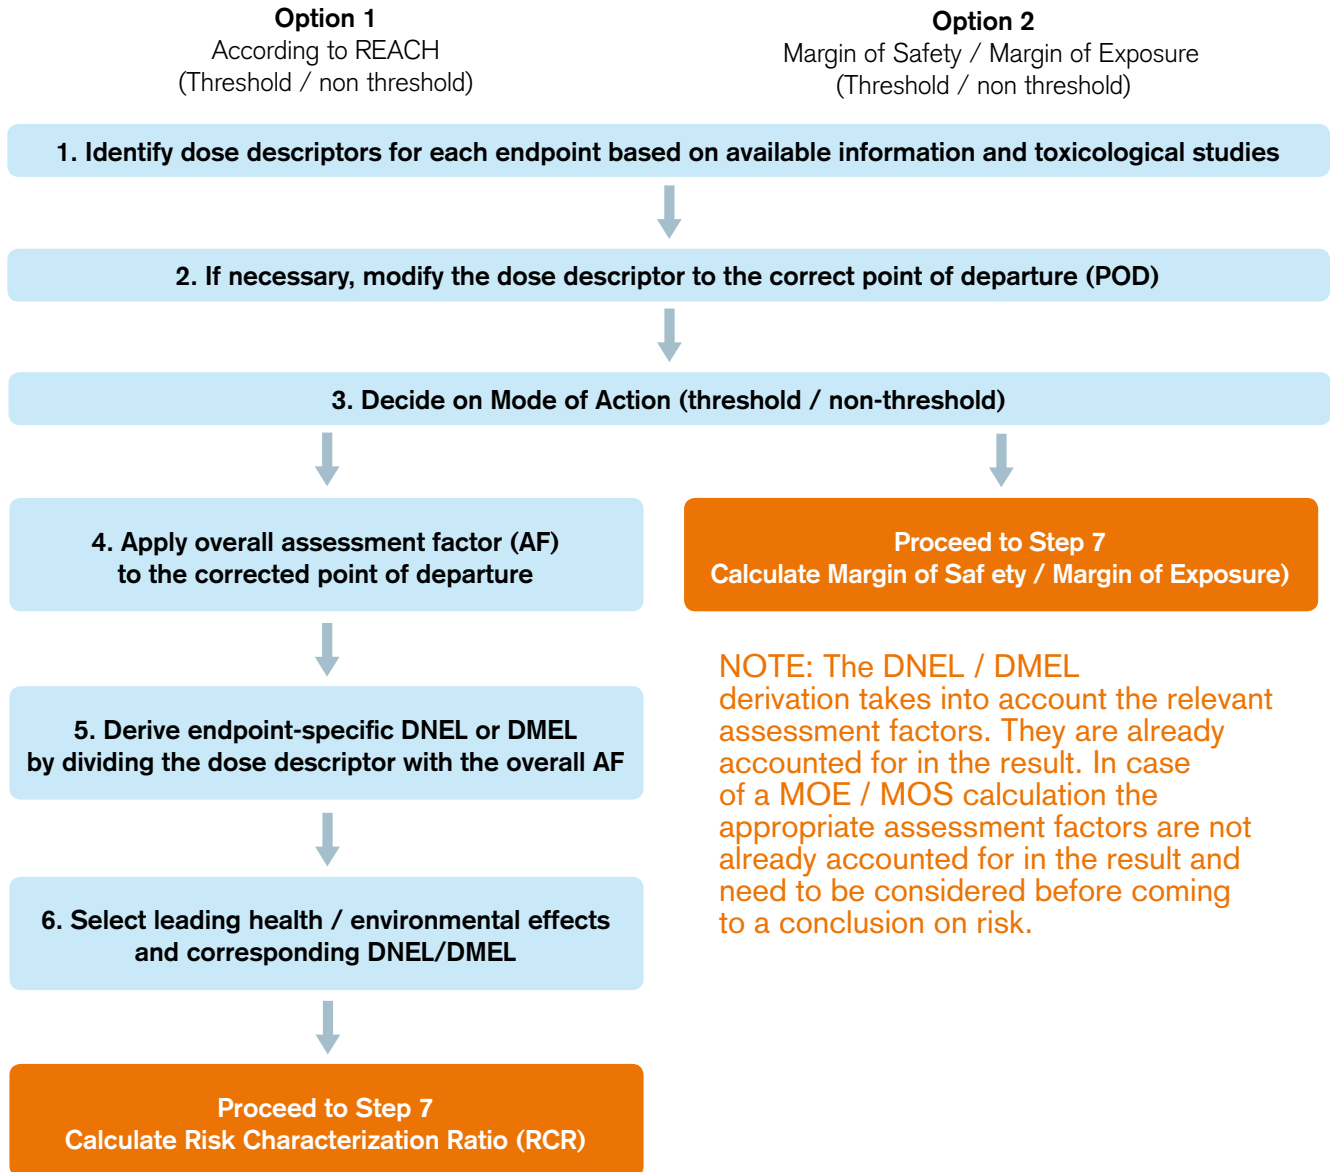 Option 1
According to REACH
(Threshold / non threshold)
Option 2
Margin of Safety / Margin of Exposure
(Threshold / non threshold)
1. Identify dose descriptors for each endpoint based on available information and toxicological studies
2. If necessary, modify the dose descriptor to the correct point of departure (POD)
3. Decide on Mode of Action (threshold / non-threshold)
4. Apply overall assessment factor (AF)
to the corrected point of departure
5. Derive endpoint-specific DNEL or DMEL
by dividing the dose descriptor with the overall AF
6. Select leading health / environmental effects
and corresponding DNEL/DMEL
Proceed to Step 7
Calculate Risk Characterization Ratio (RCR)
Proceed to Step 7
Calculate Margin of Saf ety / Margin of Exposure)
NOTE: The DNEL / DMEL
derivation takes into account the relevant
assessment factors. They are already
accounted for in the result. In case
of a MOE / MOS calculation the
appropriate assessment factors are not
already accounted for in the result and
need to be considered before coming
to a conclusion on risk.